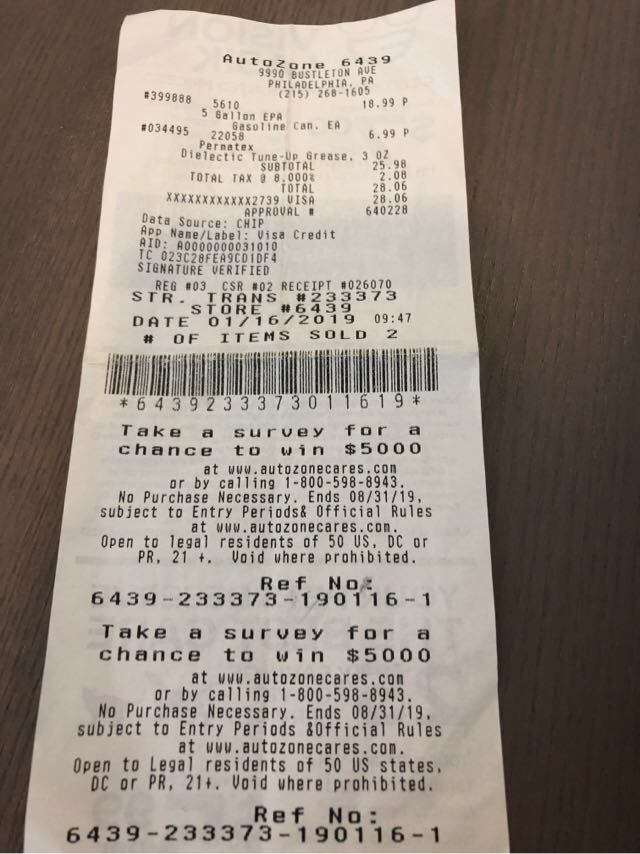 AutoZone 6439
9990 BUSTLETON AVE
PHILADELPHIA, PA
(215) 268-1605
#399888 5610 18.99 P
5 Gallon EPA
Gasoline Can, EA
#034495 22058 6.99 P
Permatex
Dielectic Tune-Up Grease, 3 OZ
SUBTOTAL 25.98
TOTAL TAX @ 8.000% 2.08
TOTAL 28.06
XXXXXXXXXXXX2739 VISA 28.06
APPROVAL # 640228
Data Source: CHIP
App Name/Label: Visa Credit
AID: A0000000031010
TC 023C28FEA9CD1DF4
SIGNATURE VERIFIED
REG #03 CSR #02 RECEIPT #026070
STR. TRANS #233373
STORE #6439
DATE 01/16/2019 09:47
# OF ITEMS SOLD 2
*6439233373011619*
Take a survey for a
chance to win $5000
at www.autozonecares.com
or by calling 1-800-598-8943.
No Purchase Necessary. Ends 08/31/19,
subject to Entry Periods& Official Rules
at www.autozonecares.com.
Open to legal residents of 50 US, DC or
PR, 21 +. Void where prohibited.
Ref No:
6439-233373-190116-1
Take a survey for a
chance to win $5000
at www.autozonecares.com
or by calling 1-800-598-8943.
No Purchase Necessary. Ends 08/31/19,
subject to Entry Periods &Official Rules
at www.autozonecares.com.
Open to Legal residents of 50 US states,
DC or PR, 21+. Void where prohibited.
Ref No:
6439-233373-190116-1